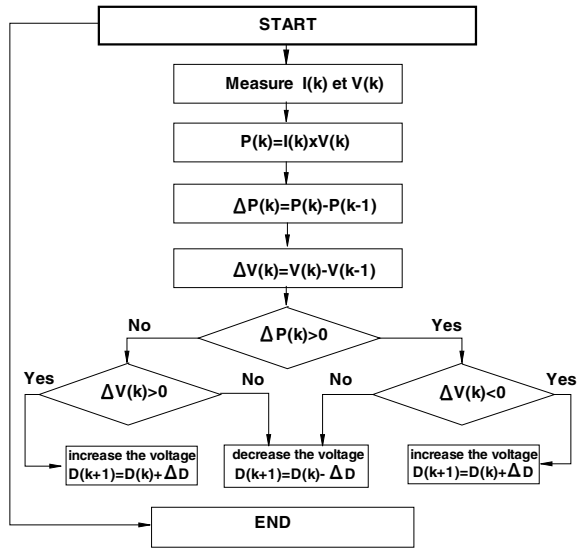 START
Measure I(k) et V(k)
P(k)=I(k)xV(k)
ΔP(k)=P(k)-P(k-1)
ΔV(k)=V(k)-V(k-1)
No
ΔP(k)>0
Yes
Yes
ΔV(k)>0
No
No
ΔV(k)<0
Yes
increase the voltage
D(k+1)=D(k)+ΔD
decrease the voltage
D(k+1)=D(k)- ΔD
increase the voltage
D(k+1)=D(k)+ΔD
END